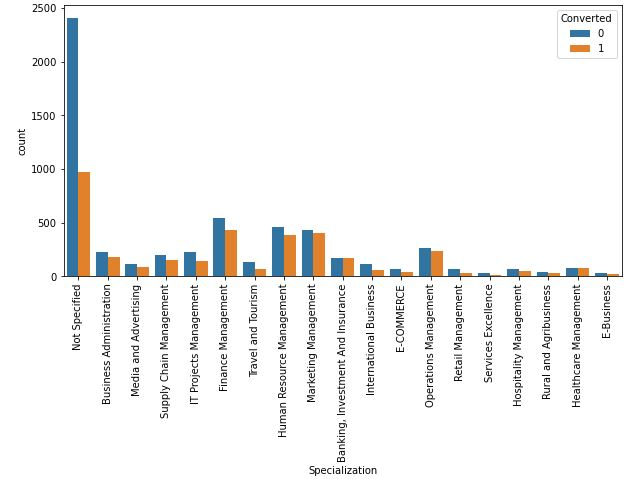 2500
2000
1500
1000
500
0
count
Converted
0
1
Not Specified
Business Administration
Media and Advertising
Supply Chain Management
IT Projects Management
Finance Management
Travel and Tourism
Human Resource Management
Marketing Management
Banking, Investment And Insurance
International Business
E-COMMERCE
Operations Management
Retail Management
Services Excellence
Hospitality Management
Rural and Agribusiness
Healthcare Management
E-Business
Specialization